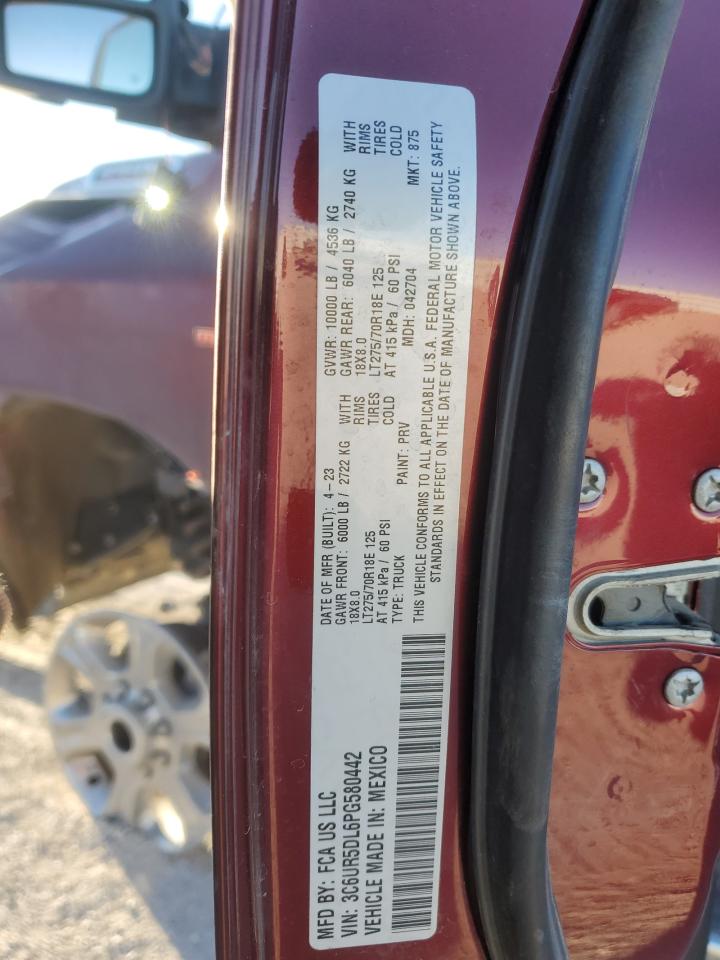 MFD BY: FCA US LLC
VIN: 3C6UR5DL6PG580442
VEHICLE MADE IN: MEXICO
DATE OF MFR (BUILT): 4-23 GVWR: 10000 LB / 4536 KG
GAWR FRONT: 6000 LB / 2722 KG WITH GAWR REAR: 6040 LB / 2740 KG WITH
18X8.0 RIMS 18X8.0 RIMS
LT275/70R18E 125 TIRES LT275/70R18E 125 TIRES
AT 415 kPa / 60 PSI COLD AT 415 kPa / 60 PSI COLD
TYPE: TRUCK PAINT: PRV MDH: 042704 MKT: 875
THIS VEHICLE CONFORMS TO ALL APPLICABLE U.S.A. FEDERAL MOTOR VEHICLE SAFETY
STANDARDS IN EFFECT ON THE DATE OF MANUFACTURE SHOWN ABOVE.